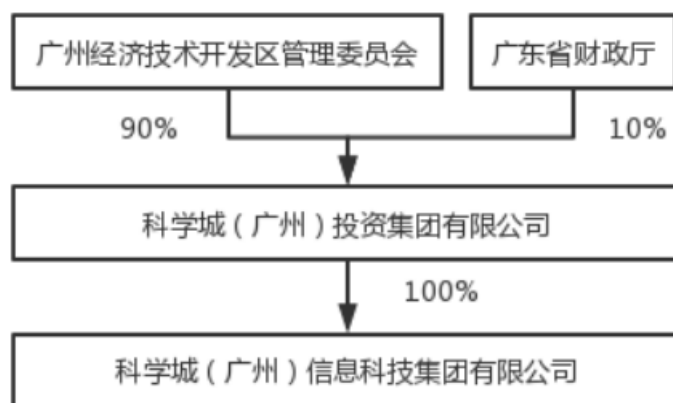 广州经济技术开发区管理委员会
广东省财政厅
90%
10%
科学城（广州）投资集团有限公司
100%
科学城（广州）信息科技集团有限公司